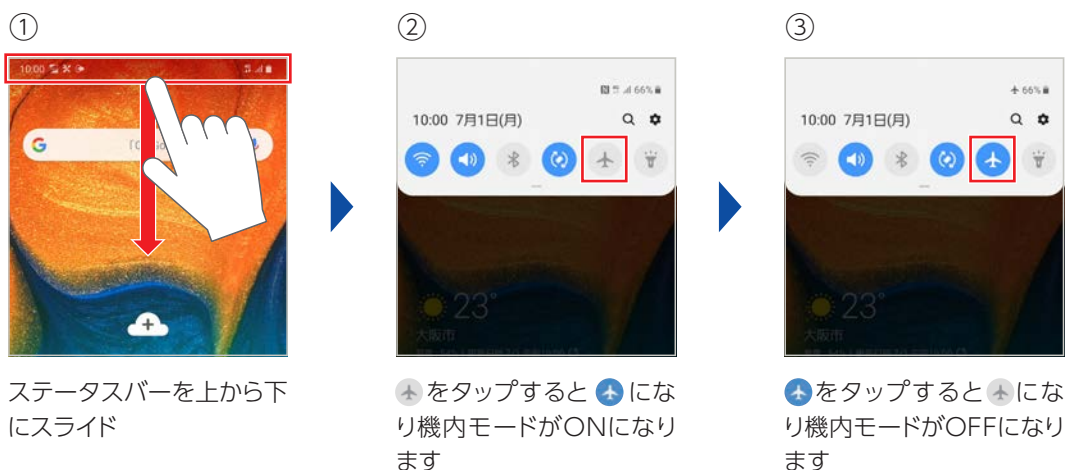 ①
②
③
10:00
66%
10:00 7月1日(月)
23°
大阪市
66%
10:00 7月1日(月)
23°
大阪市
ステータスバーを上から下
にスライド
をタップすると にな
り機内モードがONになり
ます
をタップすると にな
り機内モードがOFFになり
ます